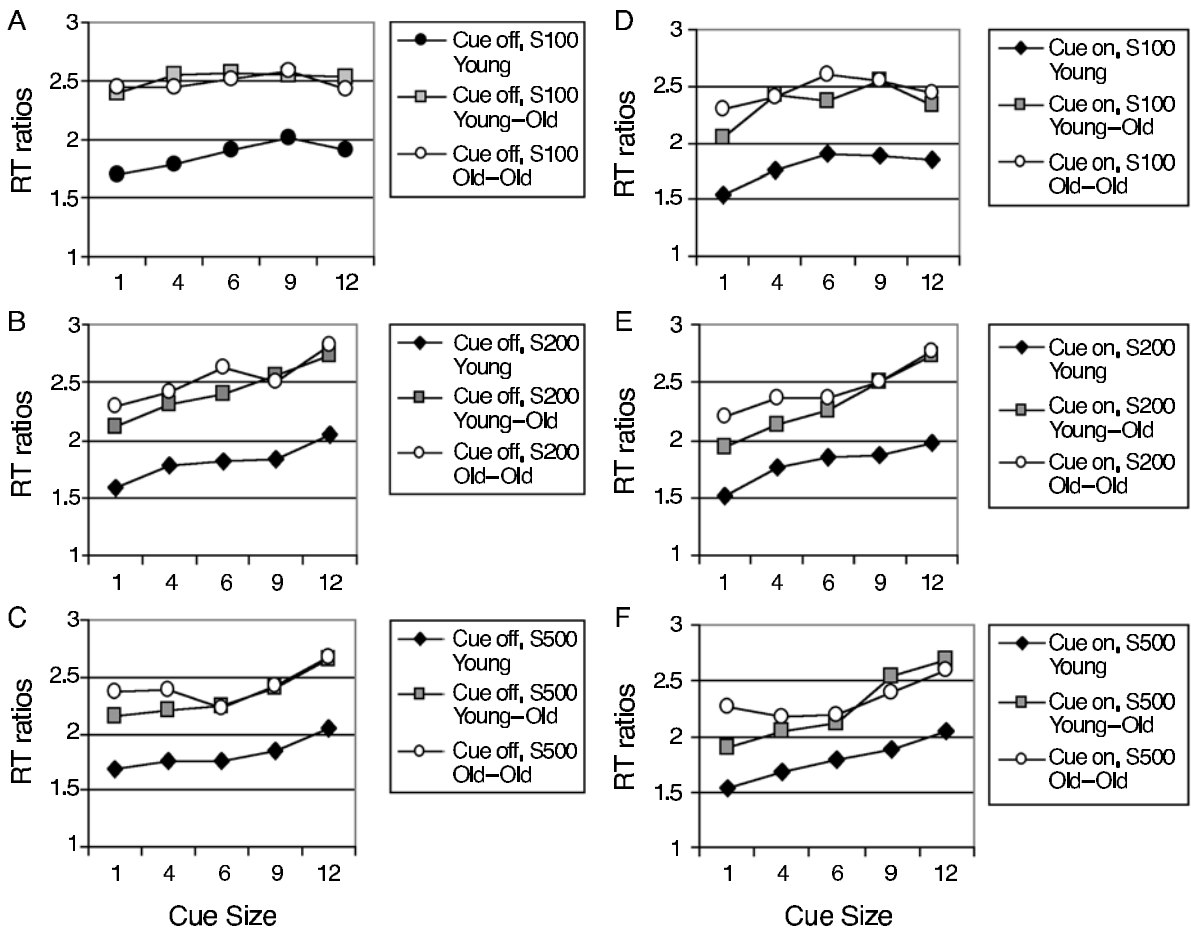 A
RT ratios
3
2.5
2
1.5
1
1 4 6 9 12
Cue off, S100
Young
Cue off, S100
Young–Old
Cue off, S100
Old–Old
B
RT ratios
3
2.5
2
1.5
1
1 4 6 9 12
Cue off, S200
Young
Cue off, S200
Young–Old
Cue off, S200
Old–Old
C
RT ratios
3
2.5
2
1.5
1
1 4 6 9 12
Cue Size
Cue off, S500
Young
Cue off, S500
Young–Old
Cue off, S500
Old–Old
D
RT ratios
3
2.5
2
1.5
1
1 4 6 9 12
Cue on, S100
Young
Cue on, S100
Young–Old
Cue on, S100
Old–Old
E
RT ratios
3
2.5
2
1.5
1
1 4 6 9 12
Cue on, S200
Young
Cue on, S200
Young–Old
Cue on, S200
Old–Old
F
RT ratios
3
2.5
2
1.5
1
1 4 6 9 12
Cue Size
Cue on, S500
Young
Cue on, S500
Young–Old
Cue on, S500
Old–Old